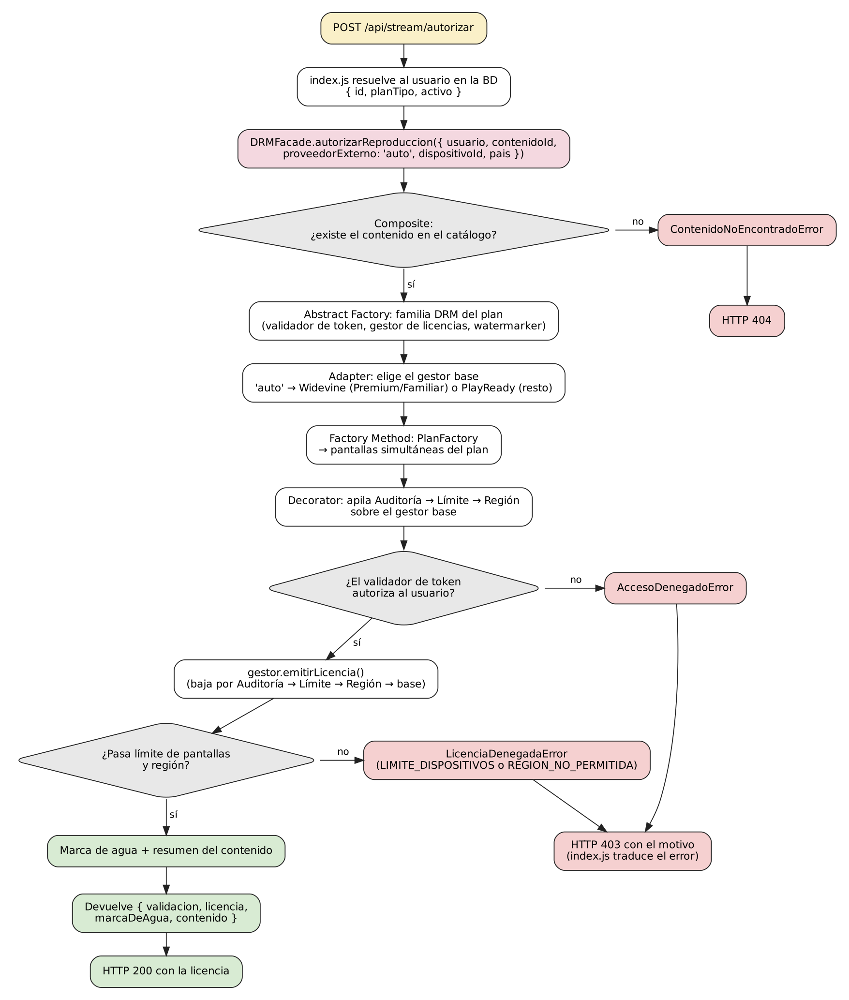 POST /api/stream/autorizar
index.js resuelve al usuario en la BD
{ id, planTipo, activo }
DRMFacade.autorizarReproduccion({ usuario, contenidoId,
proveedorExterno: 'auto', dispositivoId, pais })
Composite:
¿existe el contenido en el catálogo?
no
ContenidoNoEncontradoError
HTTP 404
sí
Abstract Factory: familia DRM del plan
(validador de token, gestor de licencias, watermarker)
Adapter: elige el gestor base
'auto' → Widevine (Premium/Familiar) o PlayReady (resto)
Factory Method: PlanFactory
→ pantallas simultáneas del plan
Decorator: apila Auditoría → Límite → Región
sobre el gestor base
¿El validador de token
autoriza al usuario?
no
AccesoDenegadoError
sí
gestor.emitirLicencia()
(baja por Auditoría → Límite → Región → base)
¿Pasa límite de pantallas
y región?
no
LicenciaDenegadaError
(LIMITE_DISPOSITIVOS o REGION_NO_PERMITIDA)
sí
HTTP 403 con el motivo
(index.js traduce el error)
Marca de agua + resumen del contenido
Devuelve { validacion, licencia,
marcaDeAgua, contenido }
HTTP 200 con la licencia